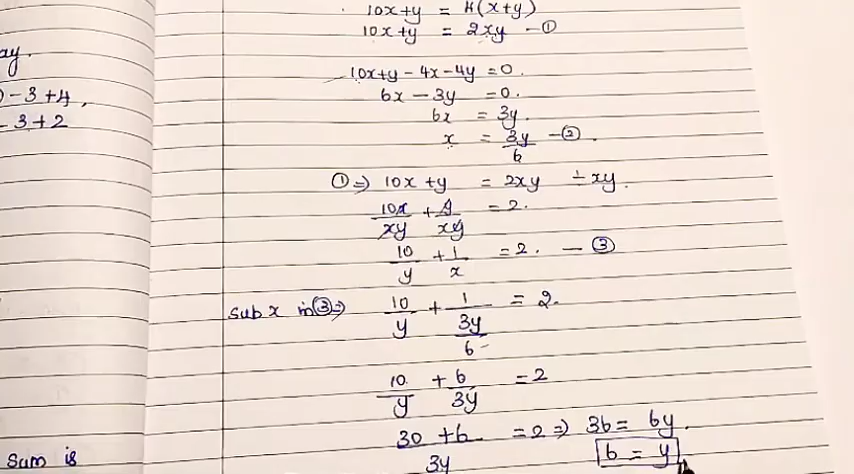 ay.
) - 3 + 4,
- 3 + 2
Sum is
10x + y = 4(x + y)
10x + y = 2xy - ①
10x + y - 4x - 4y = 0.
6x - 3y = 0.
6x = 3y.
x = 3y/6 - ②.
① ⇒ 10x + y = 2xy ÷ xy.
10x/xy + y/xy = 2.
10/y + 1/x = 2. - ③
Sub x in ③ ⇒ 10/y + 1/(3y/6) = 2.
10/y + 6/3y = 2
30 + 6/3y = 2 ⇒ 36 = 6y.
6 = y